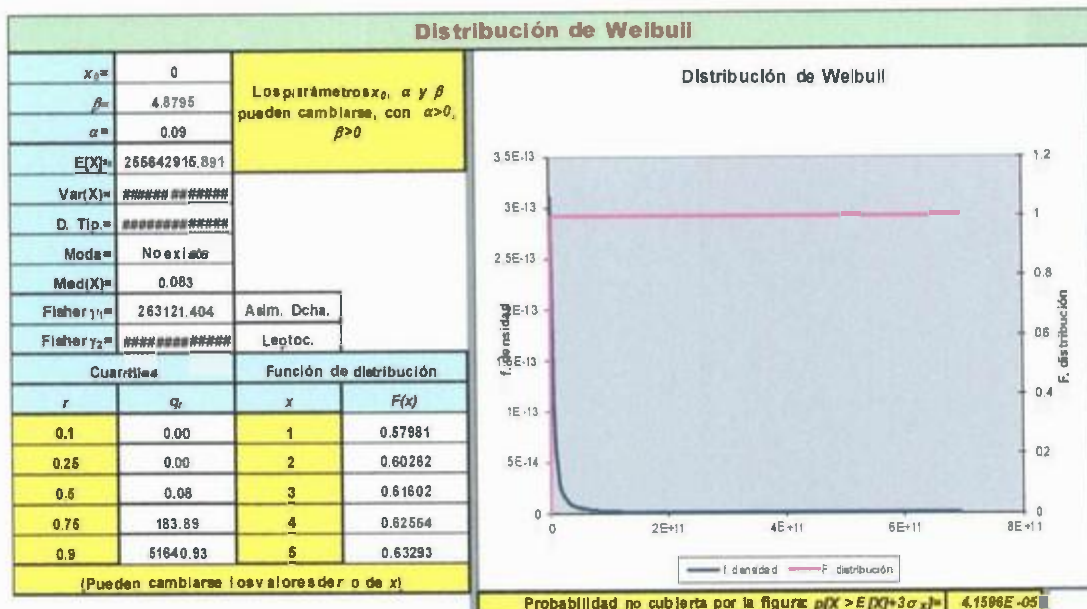 Distribución de Weibull
x₀= 0
β= 4.8795
α= 0.09
E[X]= 255642915.891
Var(X)= #############
D. Tip.= #############
Moda= No existe
Med(X)= 0.083
Fisher γ₁= 263121.404 Asim. Dcha.
Fisher γ₂= ############# Leptoc.
Los parámetros x₀, α y β
pueden cambiarse, con α>0,
β>0
Cuantiles Función de distribución
r qᵣ x F(x)
0.1 0.00 1 0.57981
0.25 0.00 2 0.60262
0.5 0.08 3 0.61602
0.75 183.89 4 0.62554
0.9 51640.93 5 0.63293
(Pueden cambiarse los valores de r o de x)
Distribución de Weibull
3.5E-13
3E-13
2.5E-13
2E-13
1.5E-13
1E-13
5E-14
0
f. densidad
1.2
1
0.8
0.6
0.4
0.2
0
F. distribución
0 2E+11 4E+11 6E+11 8E+11
f. densidad F. distribución
Probabilidad no cubierta por la figura: p[X > E[X]+3σₓ]= 4.1596E-05